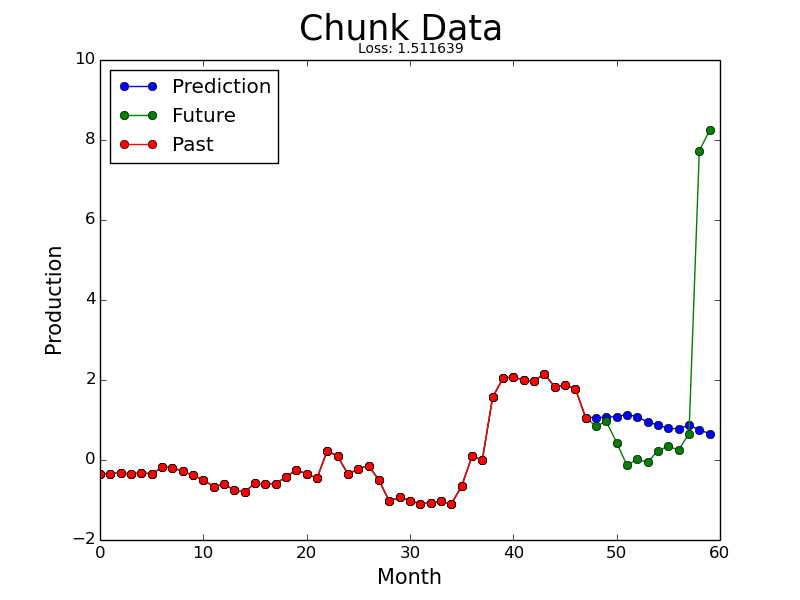 Chunk Data
Loss: 1.511639
Prediction
Future
Past
10
8
6
4
2
0
−2
Production
0 10 20 30 40 50 60
Month